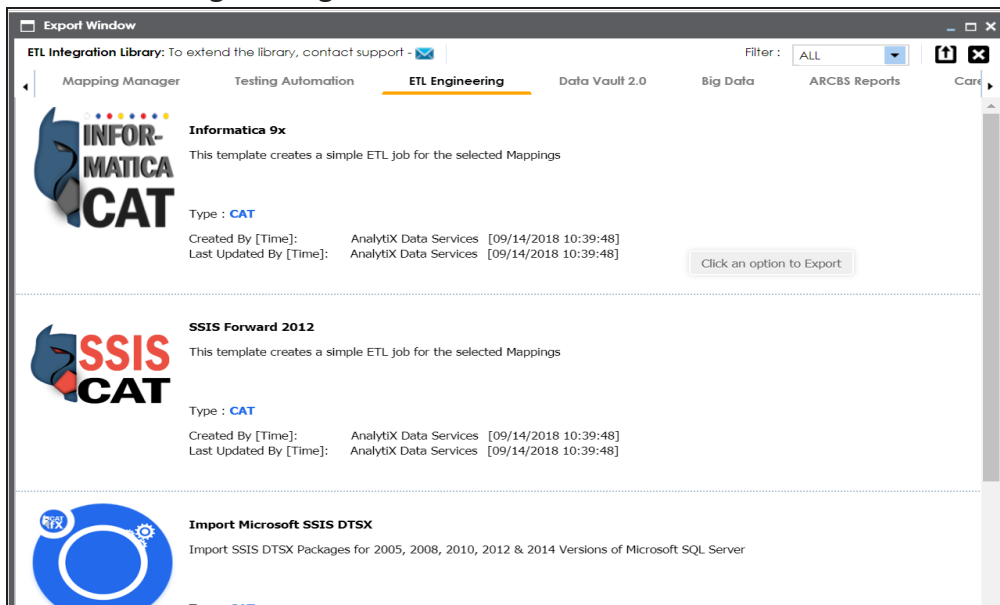 Export Window
ETL Integration Library: To extend the library, contact support -
Filter : ALL
Mapping Manager Testing Automation ETL Engineering Data Vault 2.0 Big Data ARCBS Reports Care
INFOR-
MATICA
CAT
Informatica 9x
This template creates a simple ETL job for the selected Mappings
Type : CAT
Created By [Time]: AnalytiX Data Services [09/14/2018 10:39:48]
Last Updated By [Time]: AnalytiX Data Services [09/14/2018 10:39:48]
Click an option to Export
SSIS
CAT
SSIS Forward 2012
This template creates a simple ETL job for the selected Mappings
Type : CAT
Created By [Time]: AnalytiX Data Services [09/14/2018 10:39:48]
Last Updated By [Time]: AnalytiX Data Services [09/14/2018 10:39:48]
CAT
fX
Import Microsoft SSIS DTSX
Import SSIS DTSX Packages for 2005, 2008, 2010, 2012 & 2014 Versions of Microsoft SQL Server